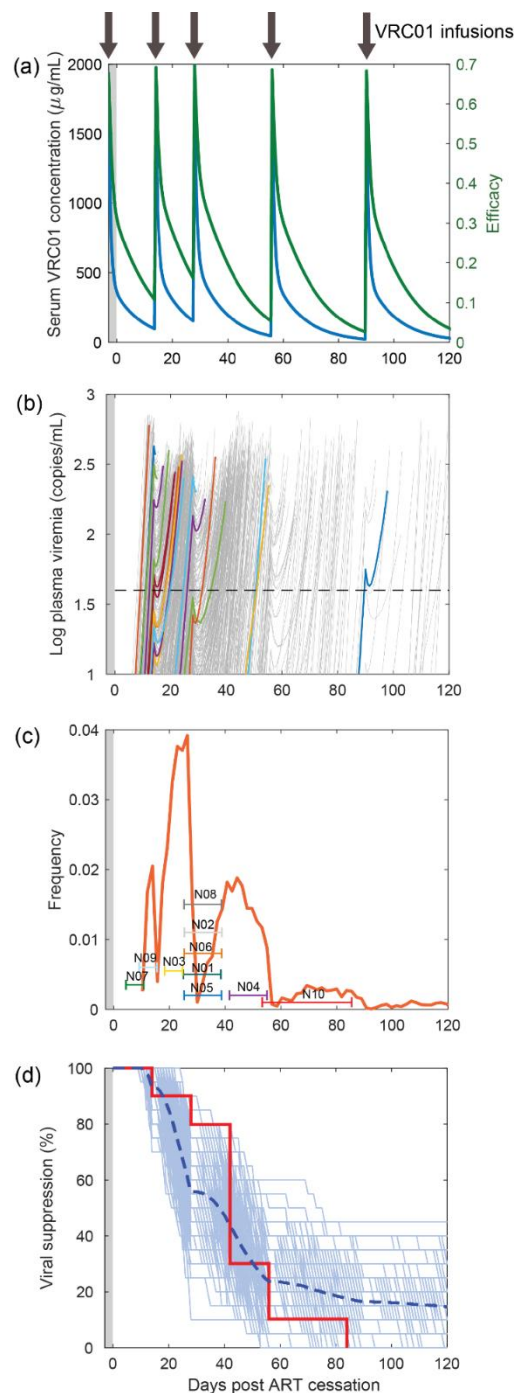 VRC01 infusions
(a)
Serum VRC01 concentration (μg/mL)
2000
1500
1000
500
0
0 20 40 60 80 100 120
0.7
0.6
0.5
0.4
0.3
0.2
0.1
0
Efficacy
(b)
Log plasma viremia (copies/mL)
3
2.5
2
1.5
1
0 20 40 60 80 100 120
(c)
Frequency
0.04
0.03
0.02
0.01
0
N08
N02
N09
N06
N03
N01
N07
N05
N04
N10
0 20 40 60 80 100 120
(d)
Viral suppression (%)
100
80
60
40
20
0
0 20 40 60 80 100 120
Days post ART cessation